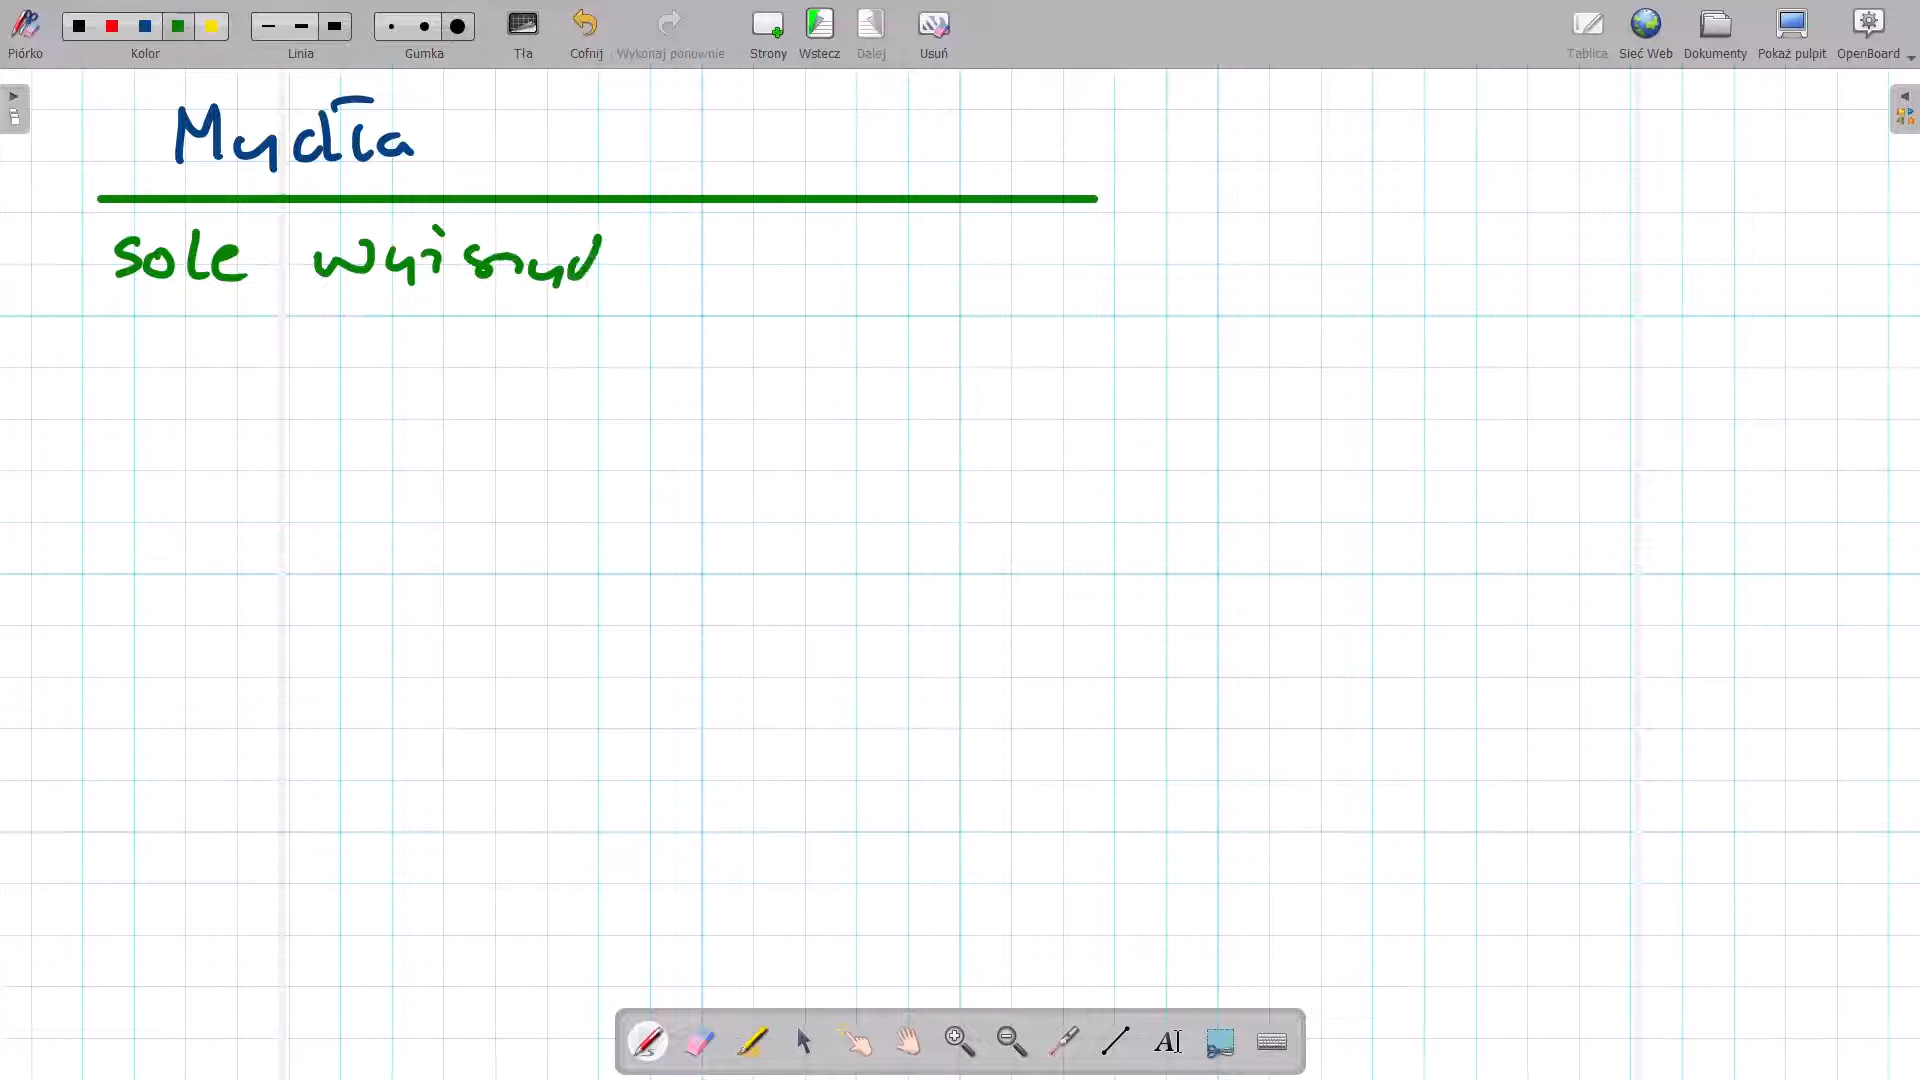 Piórko Kolor Linia Gumka Tła Cofnij Wykonaj ponownie Strony Wstecz Dalej Usuń Tablica Sieć Web Dokumenty Pokaż pulpit OpenBoard
Mydła
sole